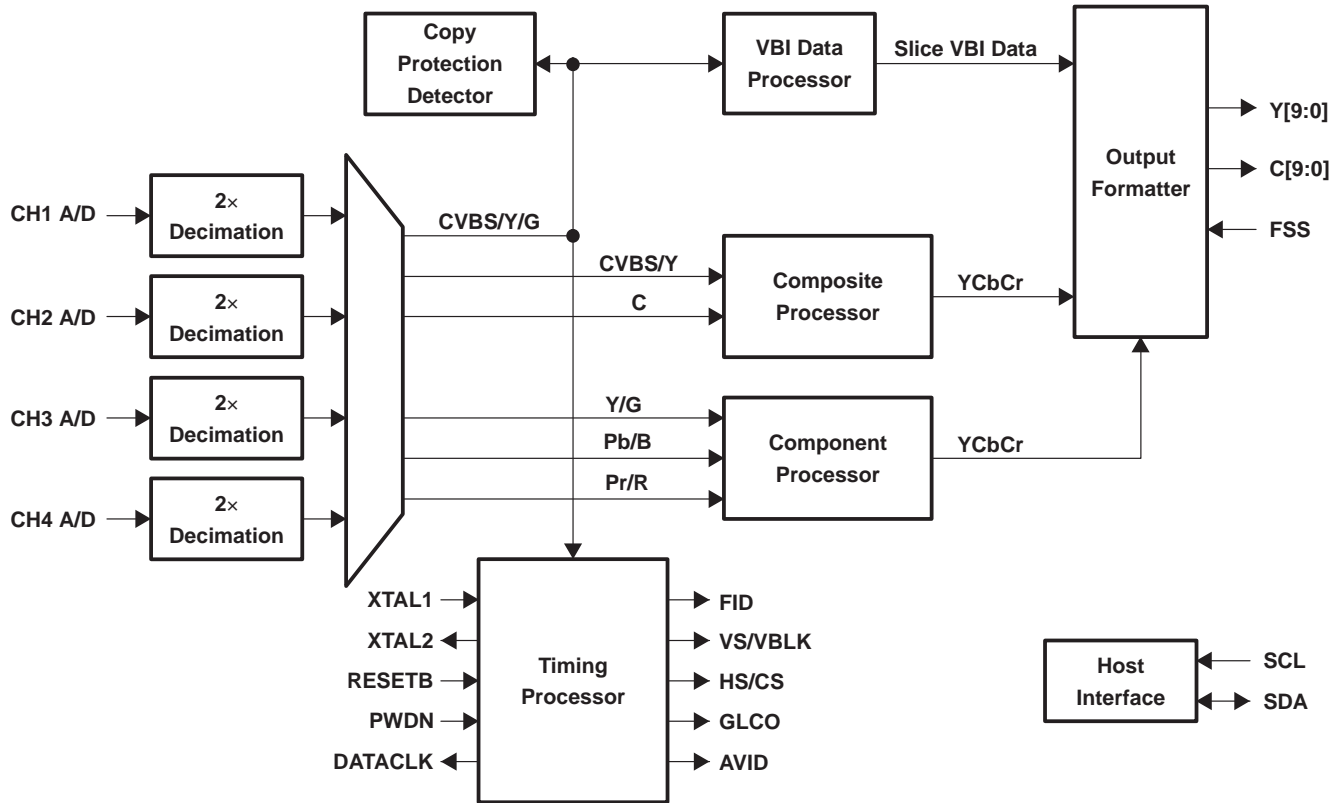 Copy
Protection
Detector
VBI Data
Processor
Slice VBI Data
Output
Formatter
Y[9:0]
C[9:0]
FSS
CH1 A/D
2×
Decimation
CH2 A/D
2×
Decimation
CH3 A/D
2×
Decimation
CH4 A/D
2×
Decimation
CVBS/Y/G
CVBS/Y
C
Composite
Processor
YCbCr
Y/G
Pb/B
Pr/R
Component
Processor
YCbCr
XTAL1
XTAL2
RESETB
PWDN
DATACLK
Timing
Processor
FID
VS/VBLK
HS/CS
GLCO
AVID
Host
Interface
SCL
SDA